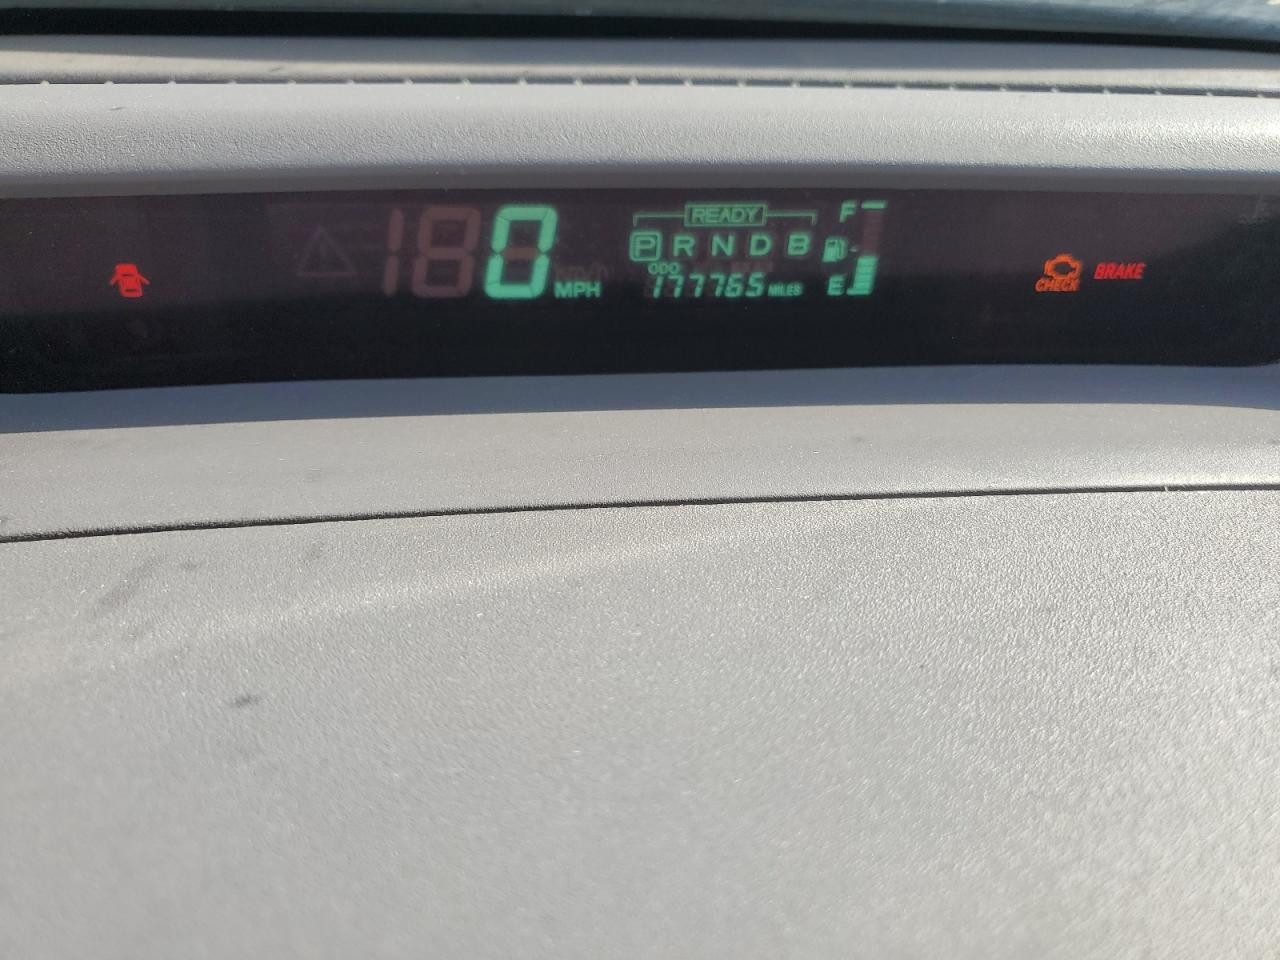 READY
F
P R N D B
0 MPH
ODO
177765 MILES
E
CHECK
BRAKE